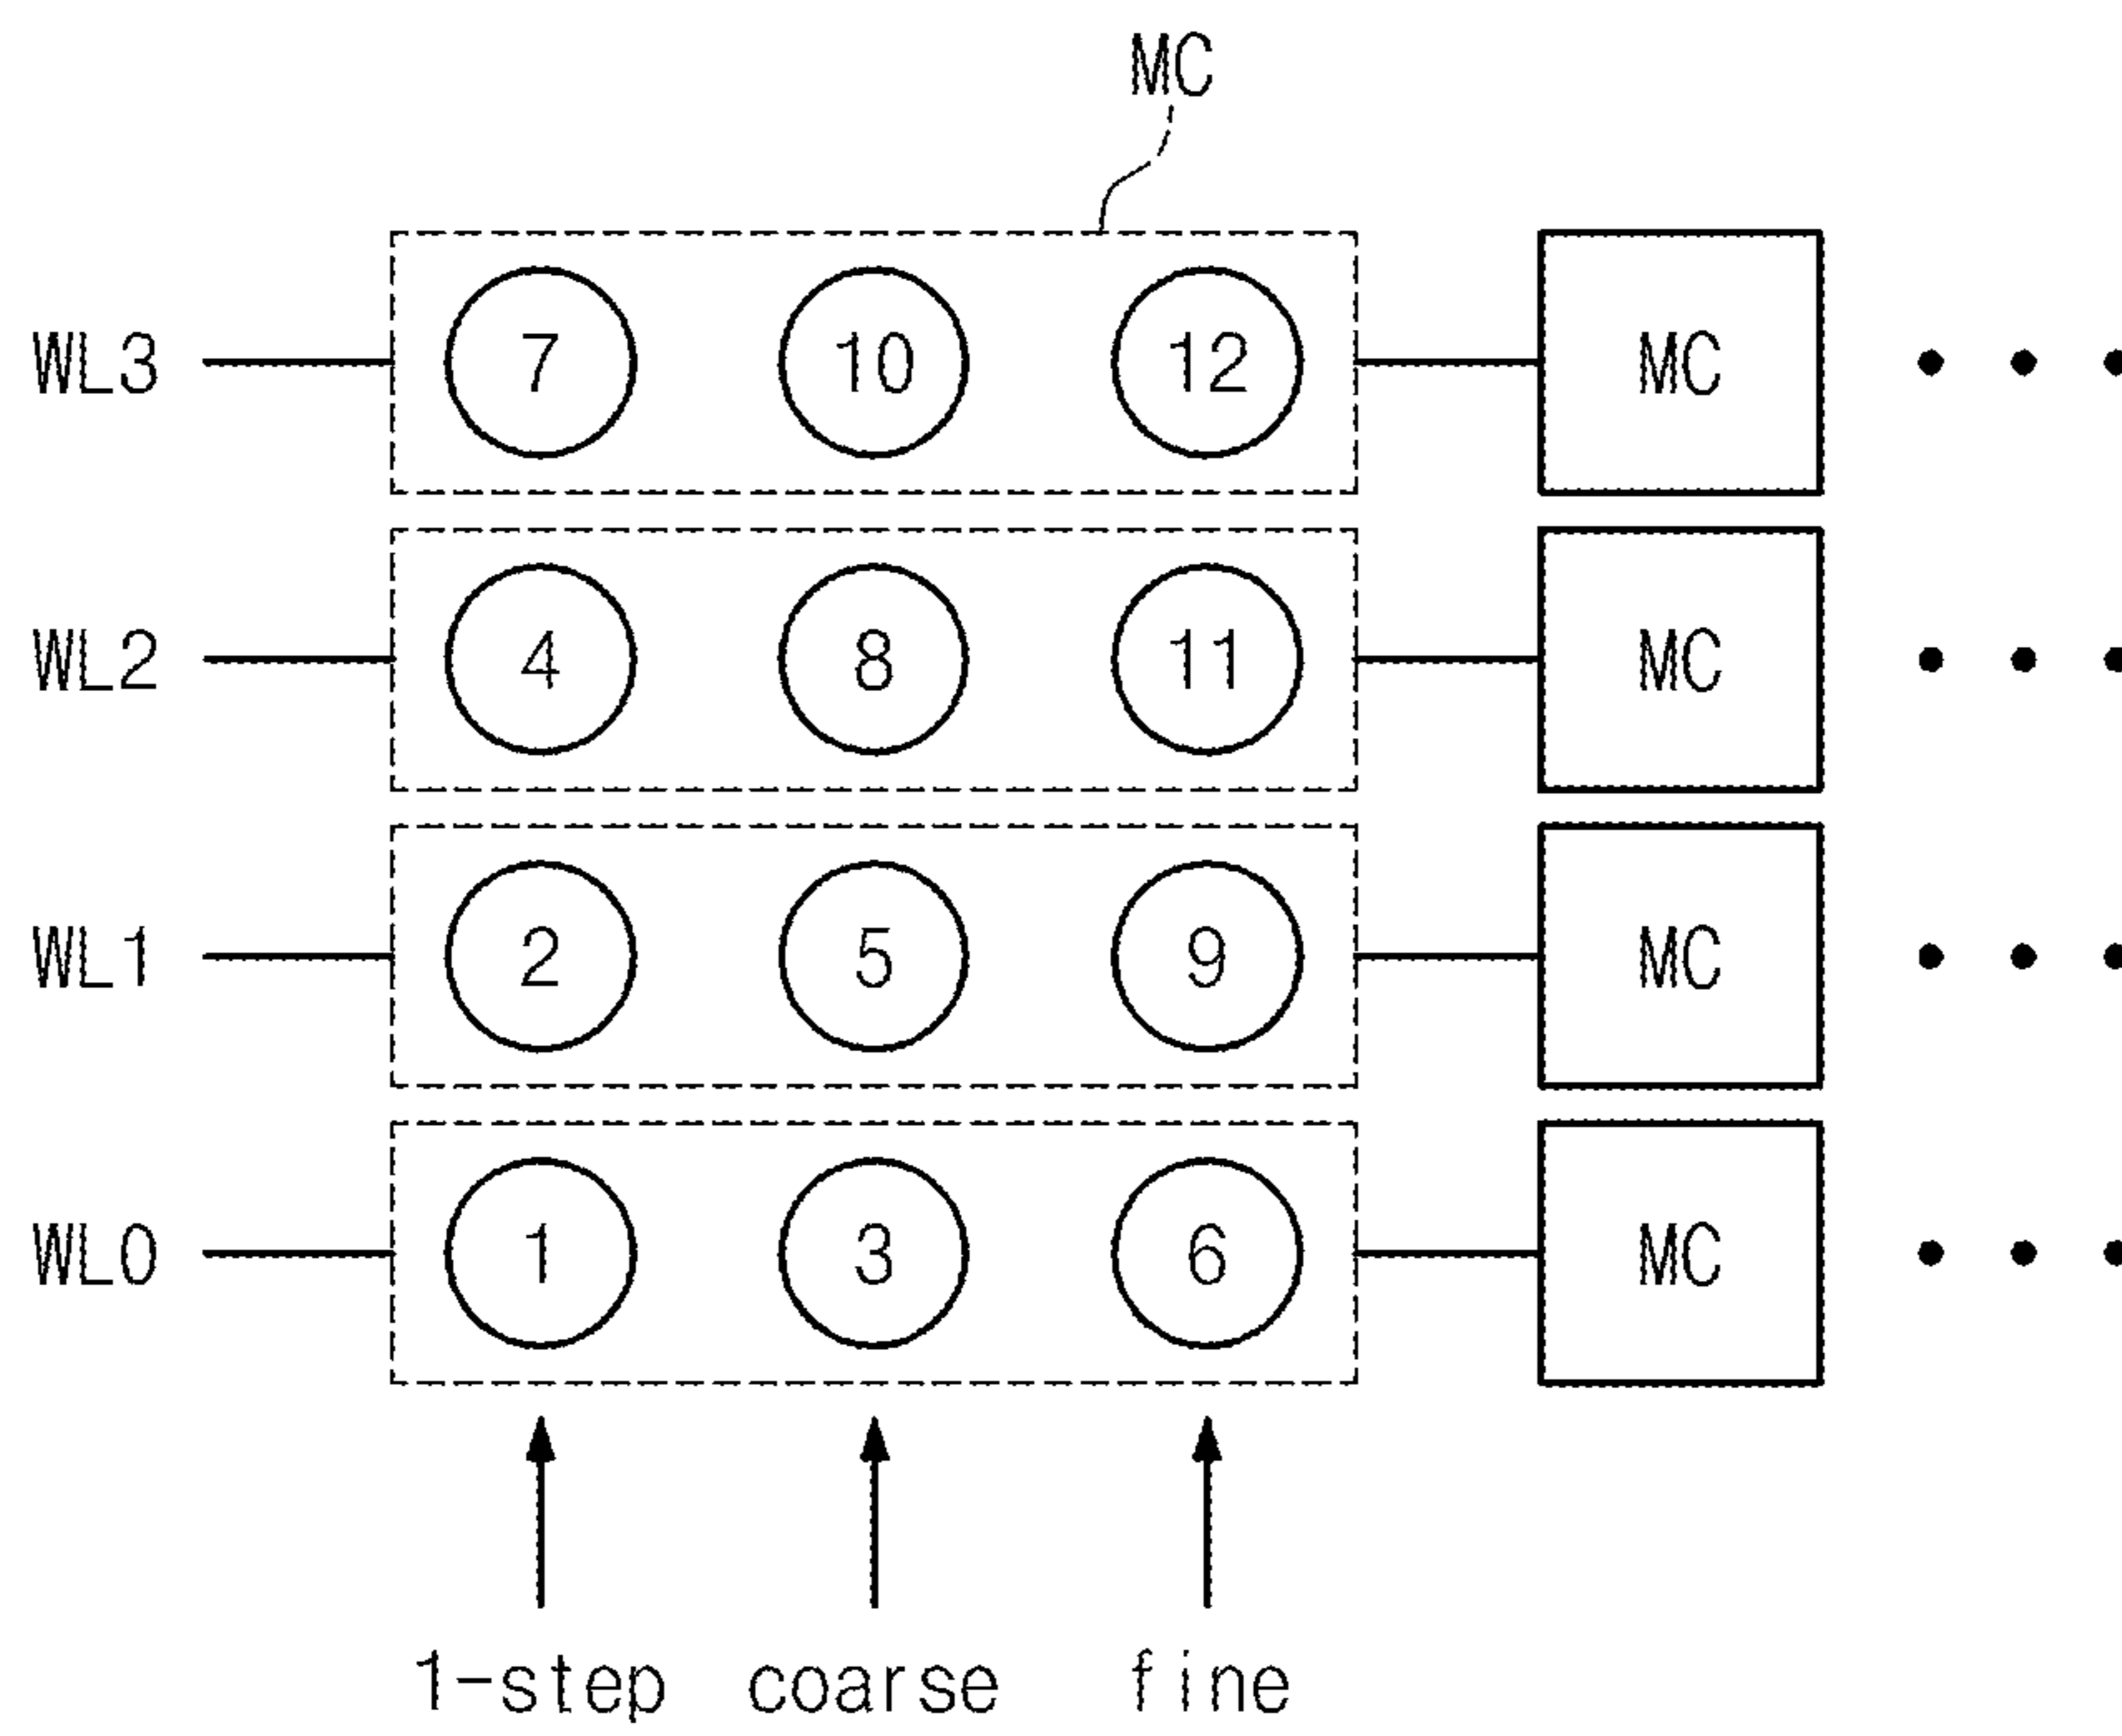 MC
WL3 7 10 12 MC
WL2 4 8 11 MC
WL1 2 5 9 MC
WL0 1 3 6 MC
1-step coarse fine